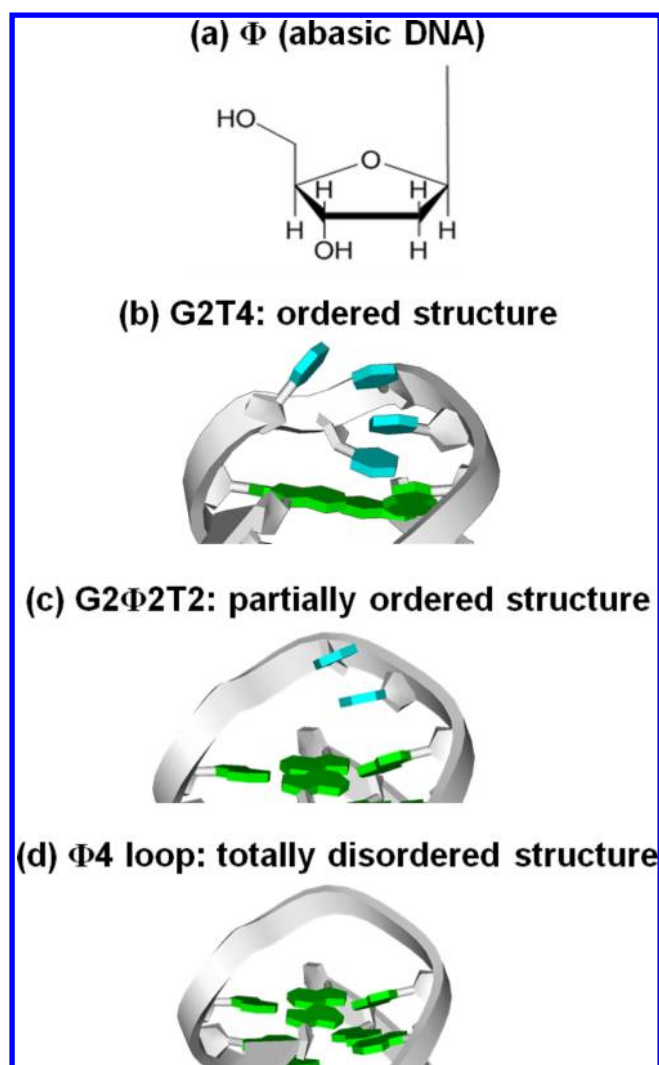 (a) Φ (abasic DNA)
HO
O
H H
H H
OH H
(b) G2T4: ordered structure
(c) G2Φ2T2: partially ordered structure
(d) Φ4 loop: totally disordered structure